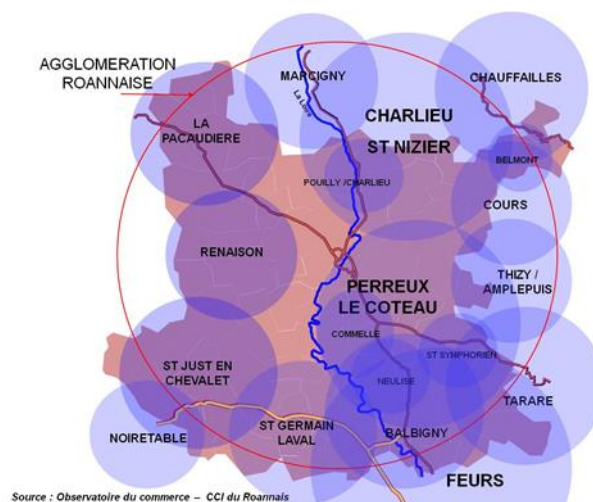 AGGLOMERATION
ROANNAISE
MARCIGNY
La Loire
CHAUFFAILLES
CHARLIEU
ST NIZIER
LA
PACAUDIERE
BELMONT
POUILLY /CHARLIEU
COURS
RENAISON
THIZY /
AMPLEPUIS
PERREUX
LE COTEAU
COMMELLE
ST SYMPHORIEN
ST JUST EN
CHEVALET
NEULISE
TARARE
ST GERMAIN
LAVAL
NOIRETABLE
BALBIGNY
FEURS
Source : Observatoire du commerce – CCI du Roannais